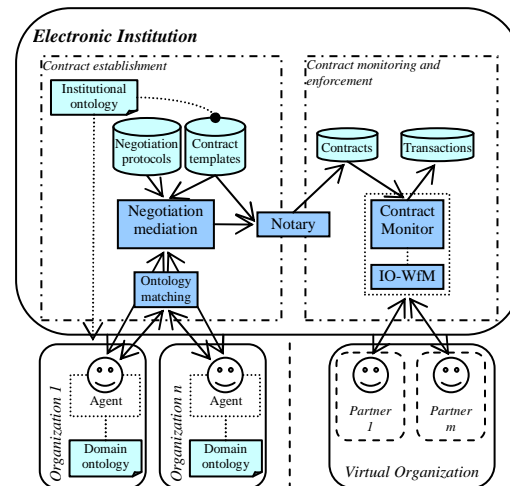 Electronic Institution
Contract establishment
Contract monitoring and
enforcement
Institutional
ontology
Negotiation
protocols
Contract
templates
Contracts
Transactions
Negotiation
mediation
Notary
Contract
Monitor
IO-WfM
Ontology
matching
Organization 1
Agent
Domain
ontology
Organization n
Agent
Domain
ontology
Partner
1
Partner
m
Virtual Organization